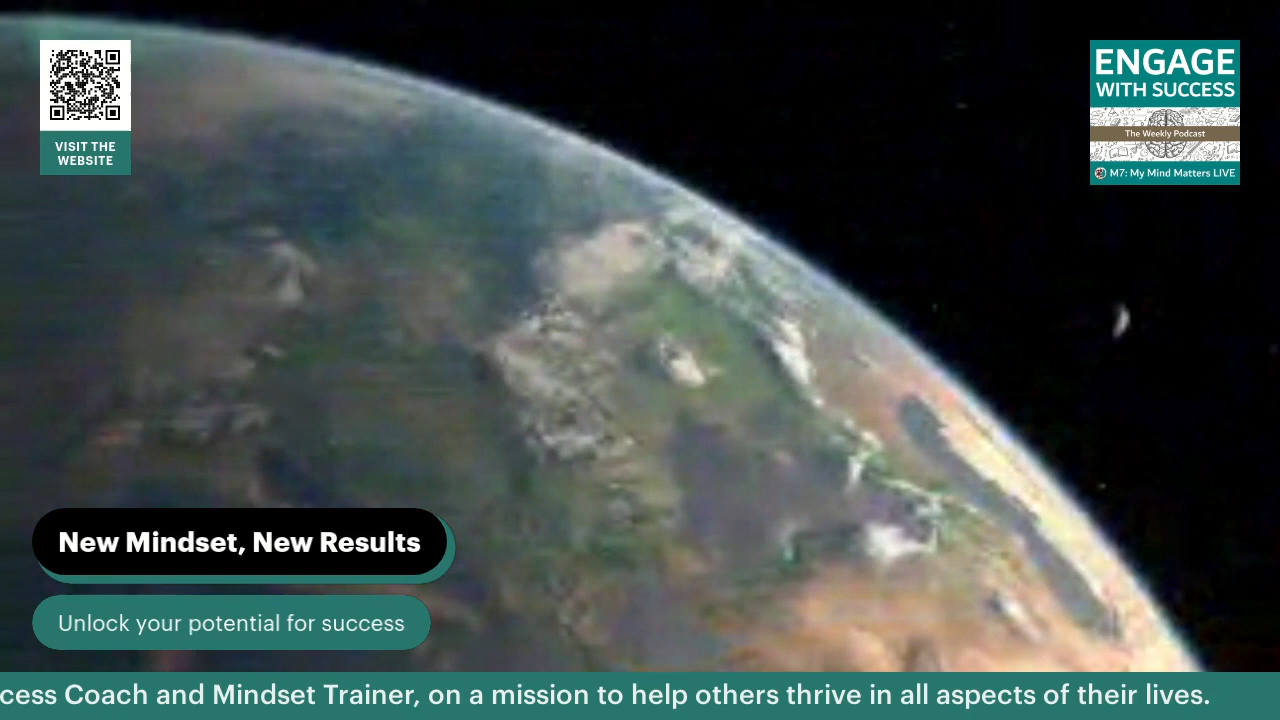 VISIT THE
WEBSITE
ENGAGE
WITH SUCCESS
The Weekly Podcast
M7: My Mind Matters LIVE
New Mindset, New Results
Unlock your potential for success
cess Coach and Mindset Trainer, on a mission to help others thrive in all aspects of their lives.